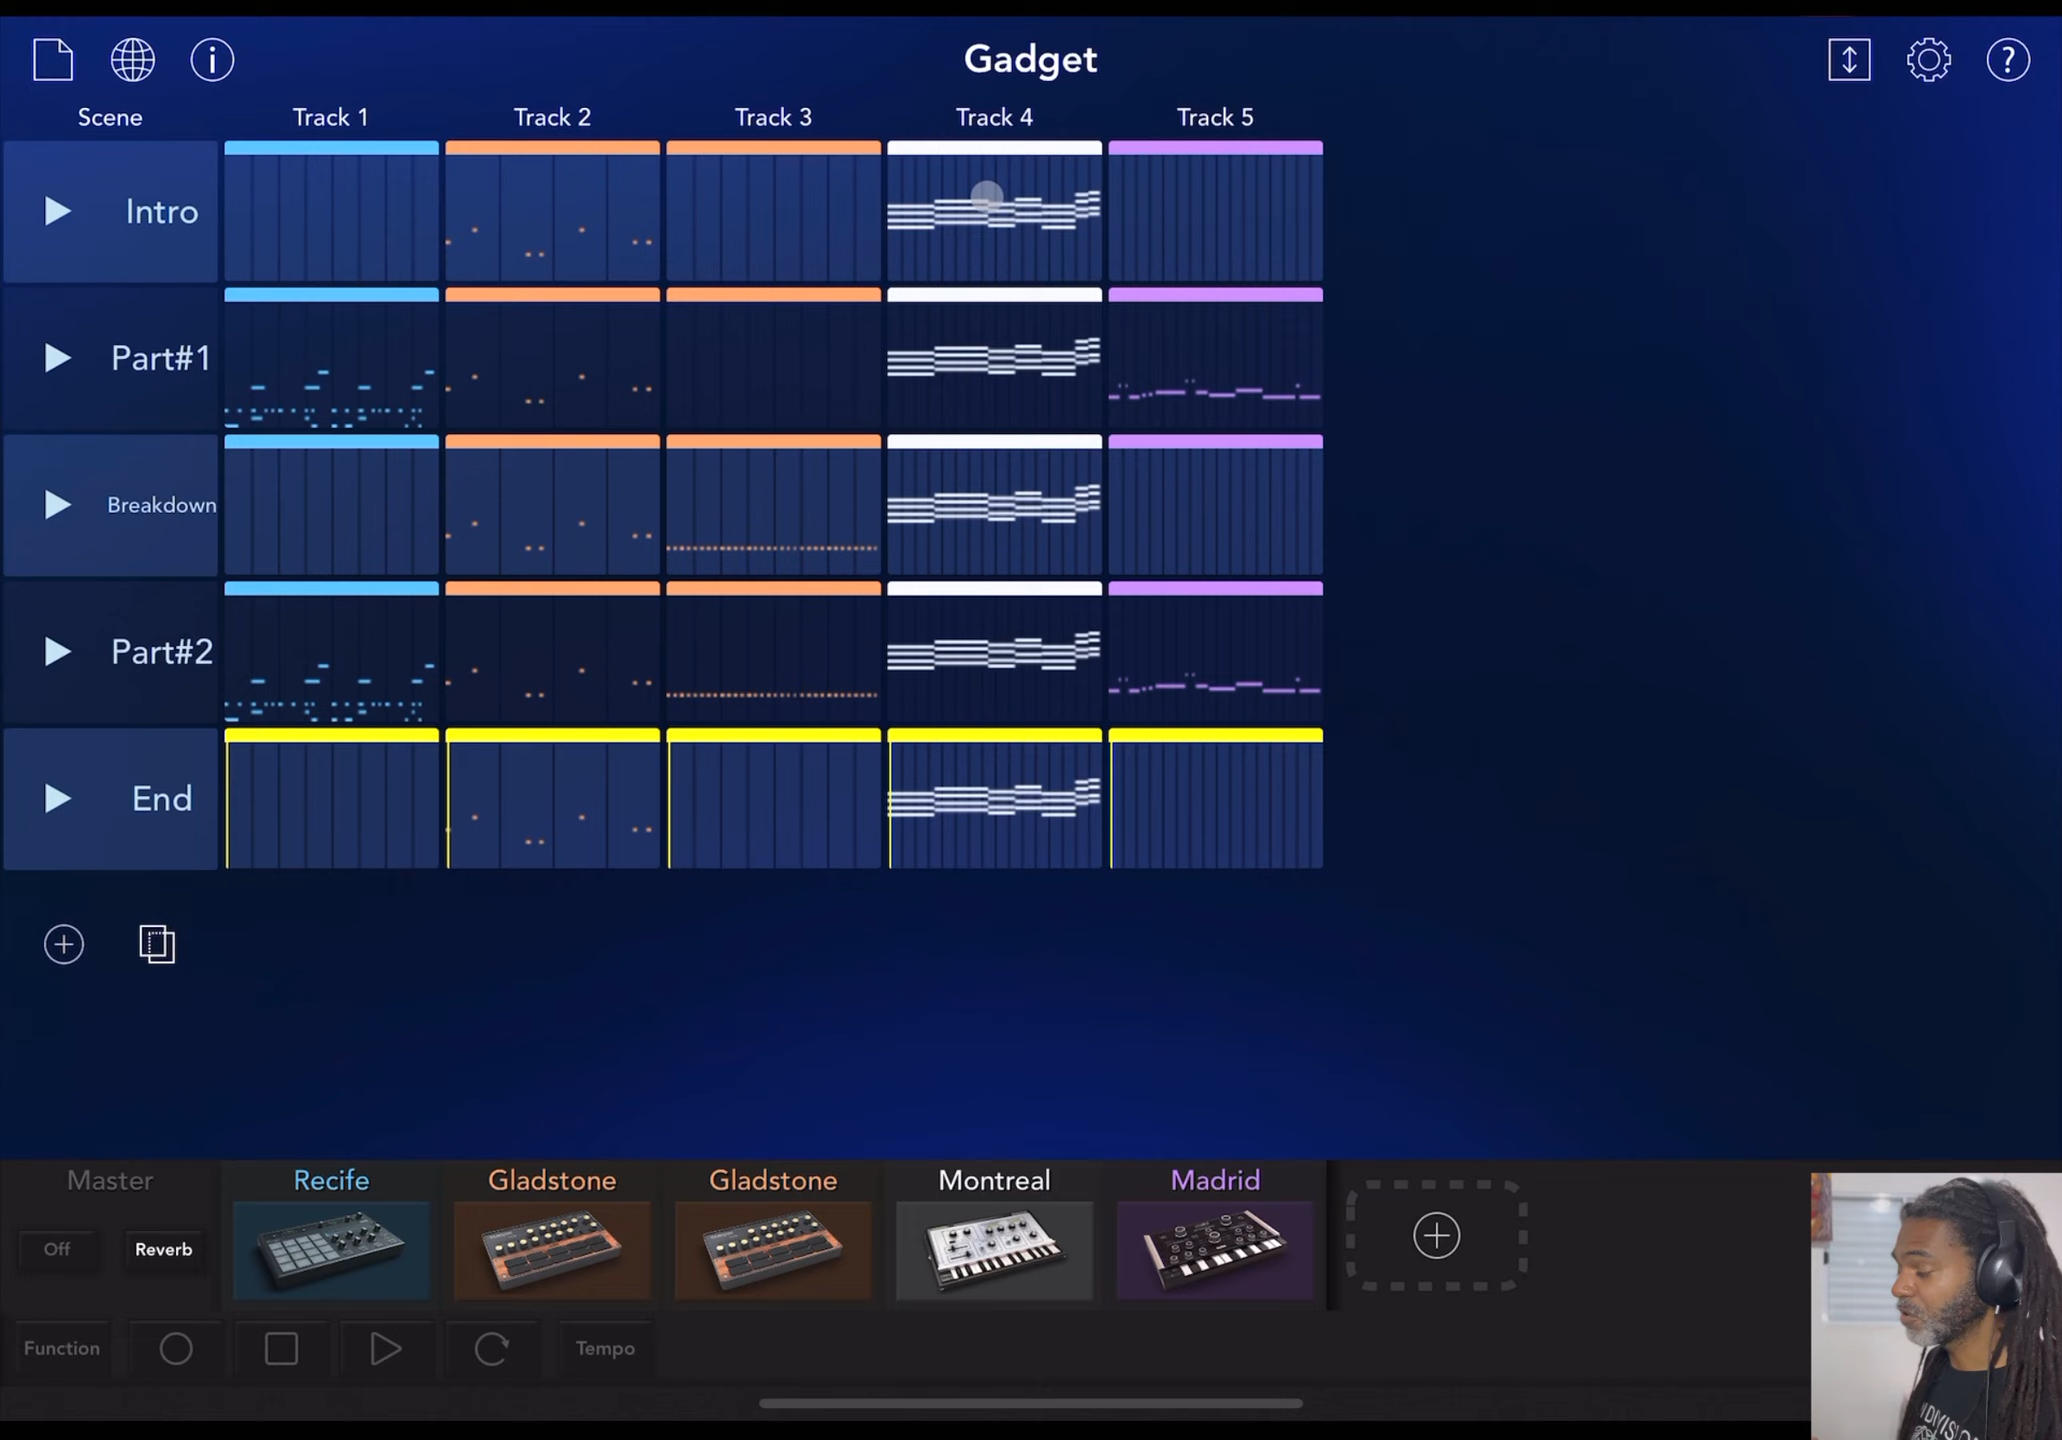 Gadget
Scene Track 1 Track 2 Track 3 Track 4 Track 5
Intro
Part#1
Breakdown
Part#2
End
Master Recife Gladstone Gladstone Montreal Madrid
Off Reverb
Function Tempo